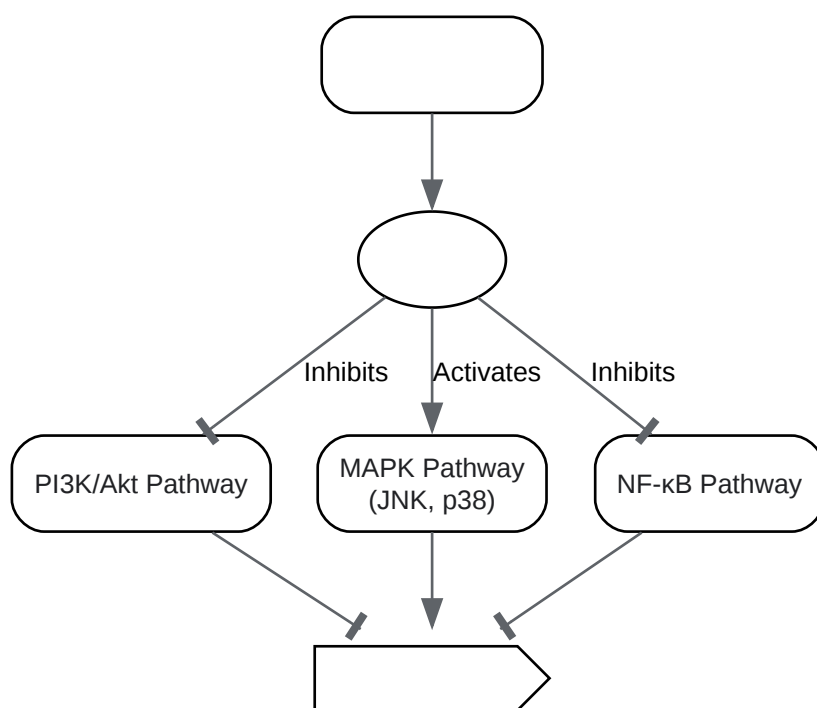 Inhibits
Activates
Inhibits
PI3K/Akt Pathway
MAPK Pathway
(JNK, p38)
NF-κB Pathway